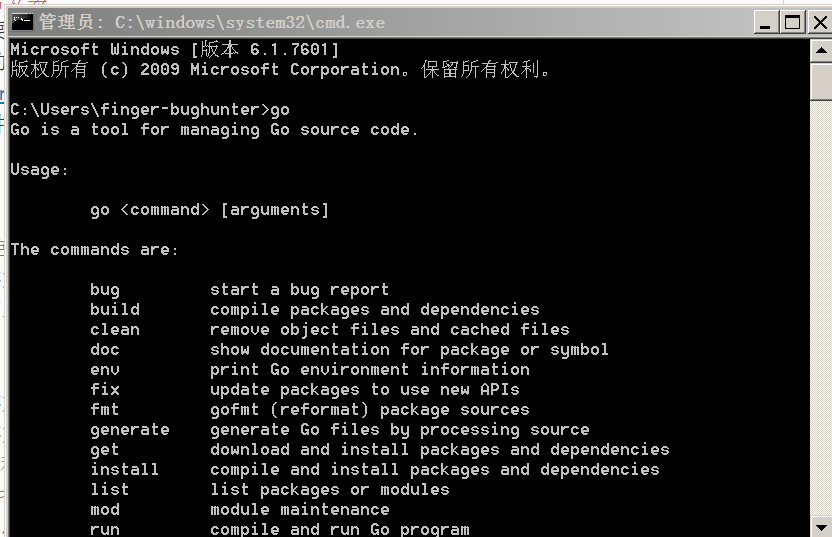 管理员: C:\windows\system32\cmd.exe
Microsoft Windows [版本 6.1.7601]
版权所有 (c) 2009 Microsoft Corporation。保留所有权利。
C:\Users\finger-bughunter>go
Go is a tool for managing Go source code.
Usage:
go <command> [arguments]
The commands are:
bug start a bug report
build compile packages and dependencies
clean remove object files and cached files
doc show documentation for package or symbol
env print Go environment information
fix update packages to use new APIs
fmt gofmt (reformat) package sources
generate generate Go files by processing source
get download and install packages and dependencies
install compile and install packages and dependencies
list list packages or modules
mod module maintenance
run compile and run Go program